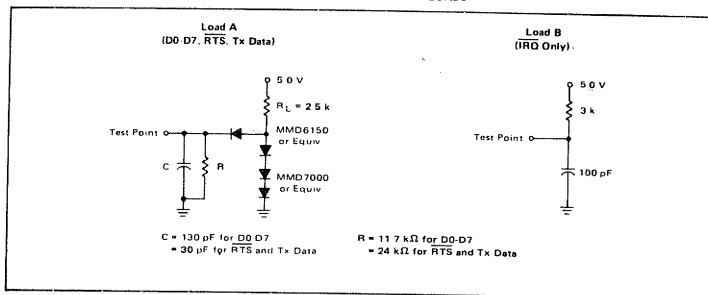 Load A
(D0-D7, RTS, Tx Data)
5 0 V
RL = 2 5 k
Test Point
MMD6150
or Equiv
C
R
MMD7000
or Equiv
C = 130 pF for D0 D7
= 30 pF for RTS and Tx Data
Load B
(IRQ Only)
5 0 V
3 k
Test Point
100 pF
R = 11 7 kΩ for D0-D7
= 24 kΩ for RTS and Tx Data